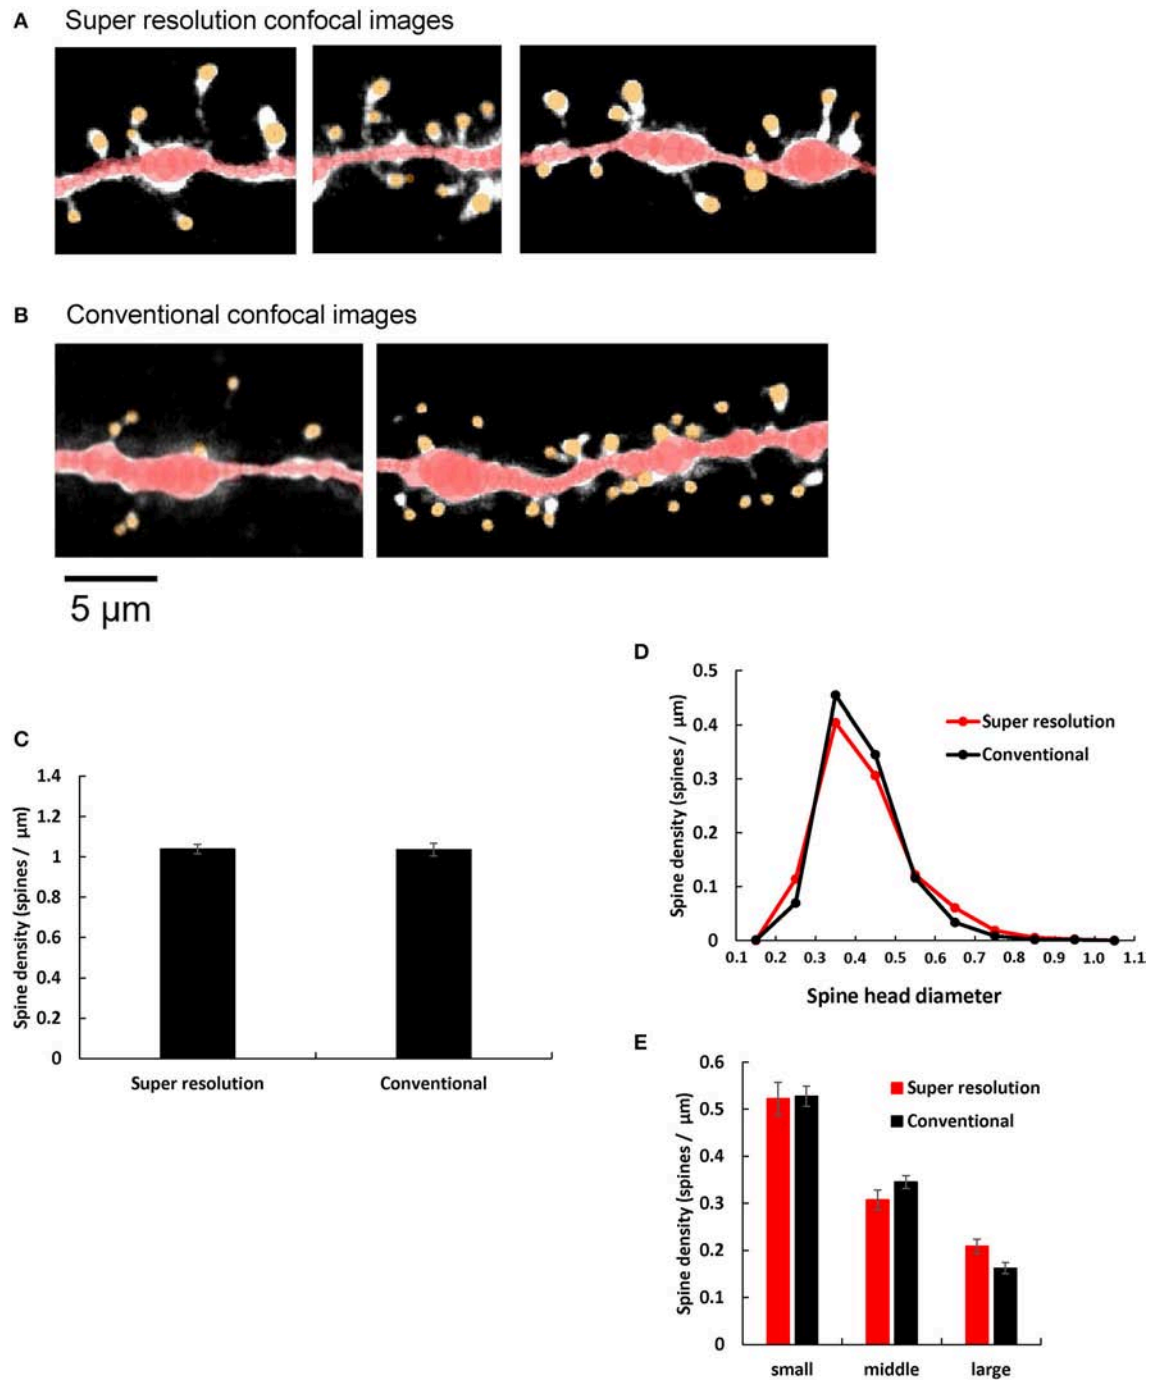 A Super resolution confocal images
B Conventional confocal images
5 µm
C
Spine density (spines / µm)
1.4
1.2
1
0.8
0.6
0.4
0.2
0
Super resolution Conventional
D
Spine density (spines / µm)
0.5
0.4
0.3
0.2
0.1
0
Super resolution
Conventional
0.1 0.2 0.3 0.4 0.5 0.6 0.7 0.8 0.9 1.0 1.1
Spine head diameter
E
Spine density (spines / µm)
0.6
0.5
0.4
0.3
0.2
0.1
0
Super resolution
Conventional
small middle large